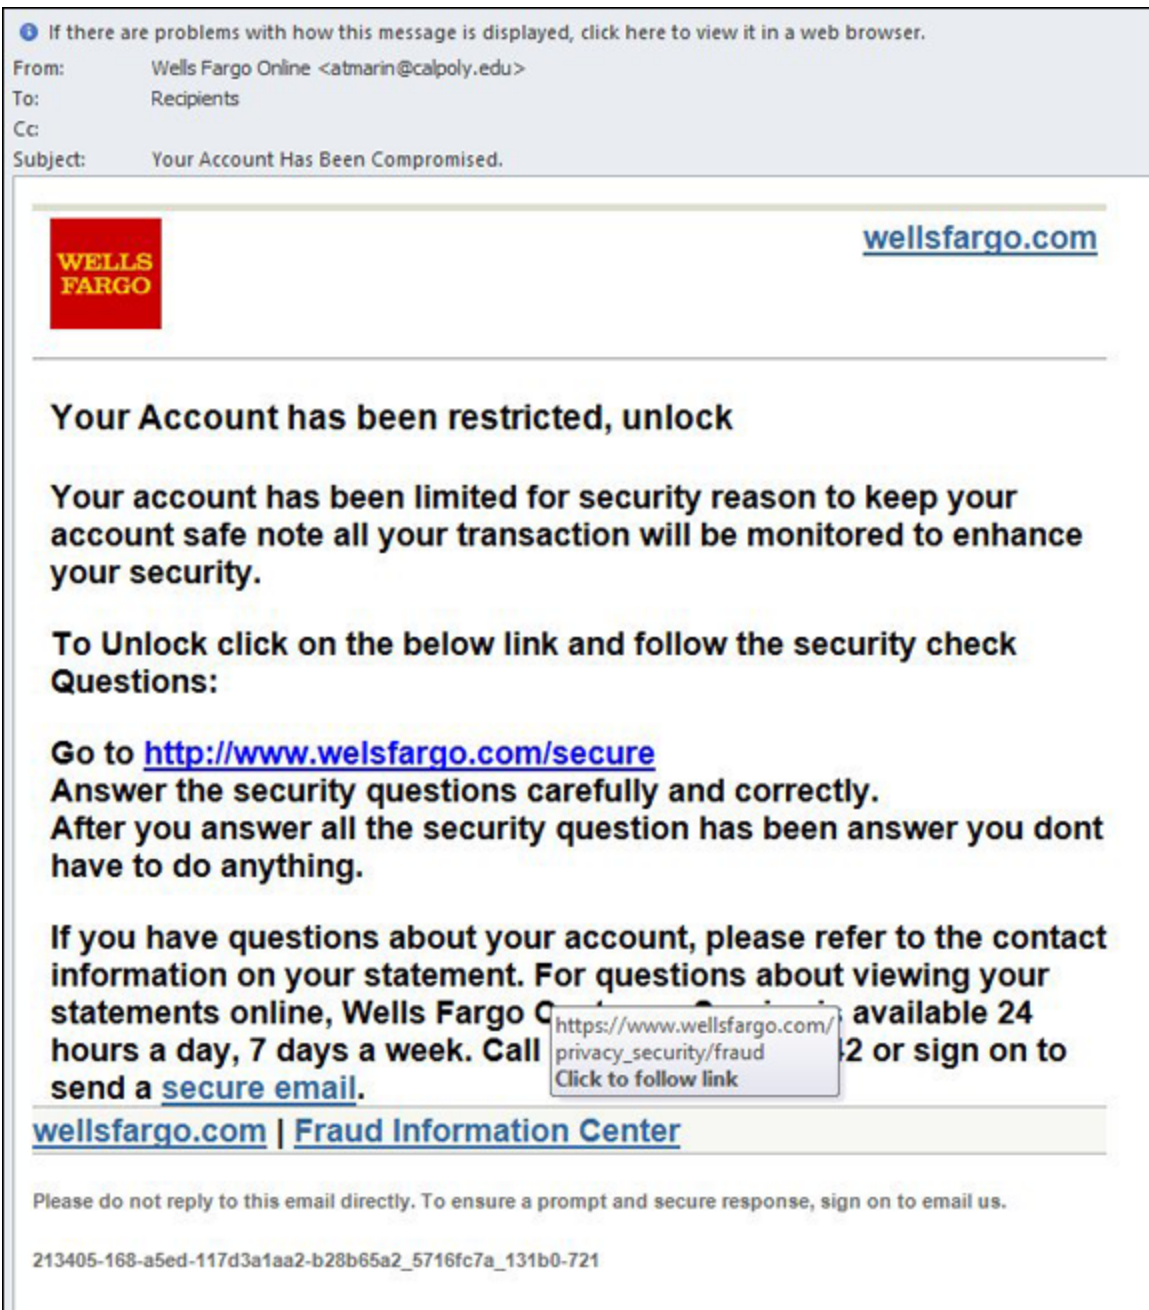 If there are problems with how this message is displayed, click here to view it in a web browser.
From: Wells Fargo Online <atmarin@calpoly.edu>
To: Recipients
Cc:
Subject: Your Account Has Been Compromised.
WELLS
FARGO
wellsfargo.com
Your Account has been restricted, unlock
Your account has been limited for security reason to keep your
account safe note all your transaction will be monitored to enhance
your security.
To Unlock click on the below link and follow the security check
Questions:
Go to http://www.welsfargo.com/secure
Answer the security questions carefully and correctly.
After you answer all the security question has been answer you dont
have to do anything.
If you have questions about your account, please refer to the contact
information on your statement. For questions about viewing your
statements online, Wells Fargo available 24
hours a day, 7 days a week. Call 42 or sign on to
send a secure email.
https://www.wellsfargo.com/
privacy_security/fraud
Click to follow link
wellsfargo.com | Fraud Information Center
Please do not reply to this email directly. To ensure a prompt and secure response, sign on to email us.
213405-168-a5ed-117d3a1aa2-b28b65a2_5716fc7a_131b0-721